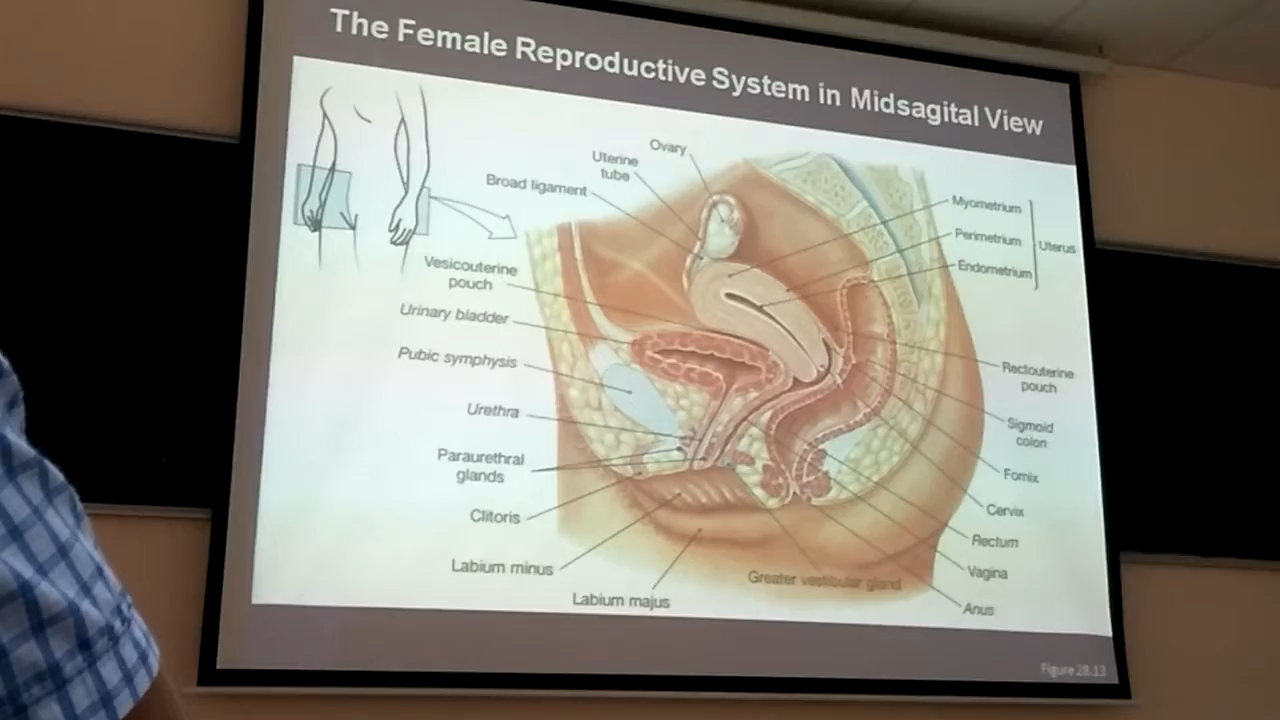 The Female Reproductive System in Midsagital View
Ovary
Uterine
tube
Broad ligament
Vesicouterine
pouch
Urinary bladder
Pubic symphysis
Urethra
Paraurethral
glands
Clitoris
Labium minus
Labium majus
Myometrium
Perimetrium
Endometrium
Uterus
Rectouterine
pouch
Sigmoid
colon
Fornix
Cervix
Rectum
Vagina
Greater vestibular gland
Anus
Figure 28.13